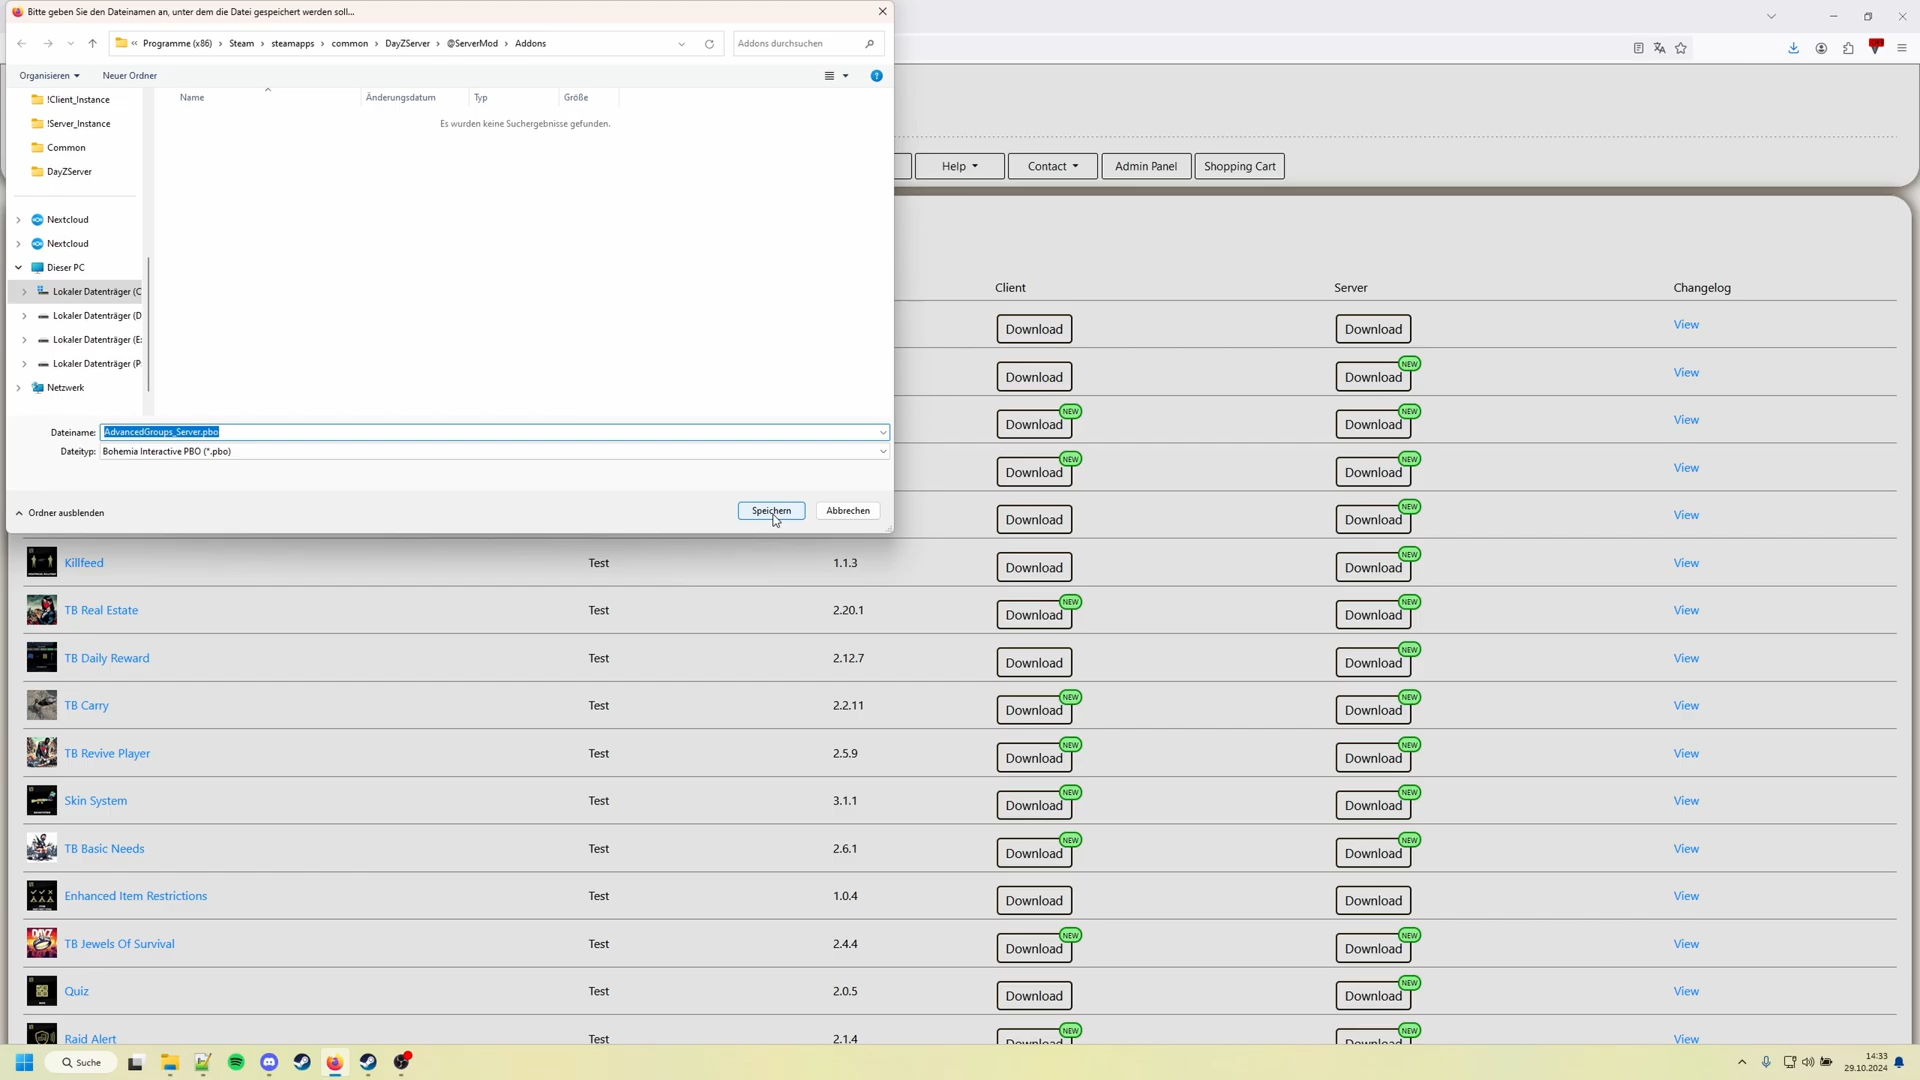 Bitte geben Sie den Dateinamen an, unter dem die Datei gespeichert werden soll...
« Programme (x86) > Steam > steamapps > common > DayZServer > @ServerMod > Addons
Addons durchsuchen
Organisieren
Neuer Ordner
Name
Änderungsdatum
Typ
Größe
Es wurden keine Suchergebnisse gefunden.
!Client_Instance
!Server_Instance
Common
DayZServer
Nextcloud
Nextcloud
Dieser PC
Lokaler Datenträger (C
Lokaler Datenträger (D
Lokaler Datenträger (E:
Lokaler Datenträger (P
Netzwerk
Dateiname: AdvancedGroups_Server.pbo
Dateityp: Bohemia Interactive PBO (*.pbo)
Ordner ausblenden
Speichern
Abbrechen
Help
Contact
Admin Panel
Shopping Cart
Client Server Changelog
Download Download View
Download Download NEW View
Download NEW Download NEW View
Download NEW Download NEW View
Download Download NEW View
Killfeed Test 1.1.3 Download Download NEW View
TB Real Estate Test 2.20.1 Download NEW Download NEW View
TB Daily Reward Test 2.12.7 Download Download NEW View
TB Carry Test 2.2.11 Download NEW Download NEW View
TB Revive Player Test 2.5.9 Download NEW Download NEW View
Skin System Test 3.1.1 Download NEW Download NEW View
TB Basic Needs Test 2.6.1 Download NEW Download NEW View
Enhanced Item Restrictions Test 1.0.4 Download Download View
TB Jewels Of Survival Test 2.4.4 Download NEW Download NEW View
Quiz Test 2.0.5 Download Download NEW View
Raid Alert Test 2.1.4 Download NEW Download NEW View
Suche
14:33
29.10.2024